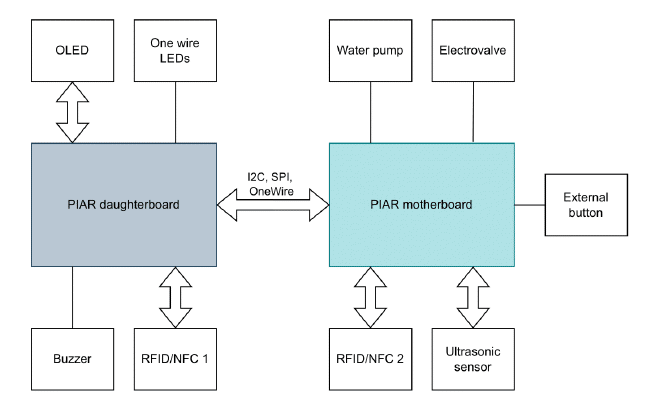 OLED
One wire
LEDs
Water pump
Electrovalve
I2C, SPI,
OneWire
PIAR daughterboard
PIAR motherboard
External
button
Buzzer
RFID/NFC 1
RFID/NFC 2
Ultrasonic
sensor